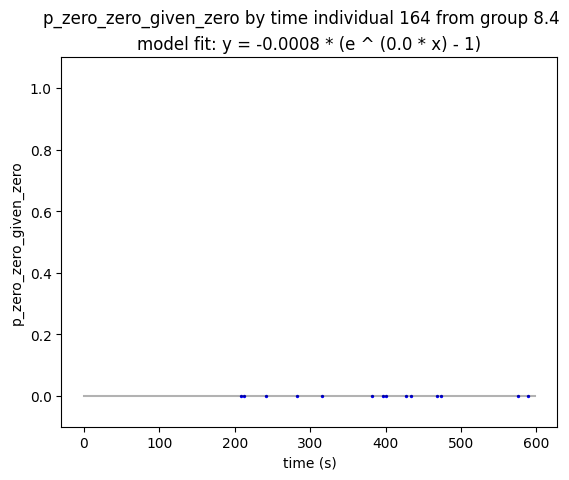 p_zero_zero_given_zero by time individual 164 from group 8.4
model fit: y = -0.0008 * (e ^ (0.0 * x) - 1)
1.0
0.8
0.6
0.4
0.2
0.0
p_zero_zero_given_zero
0 100 200 300 400 500 600
time (s)